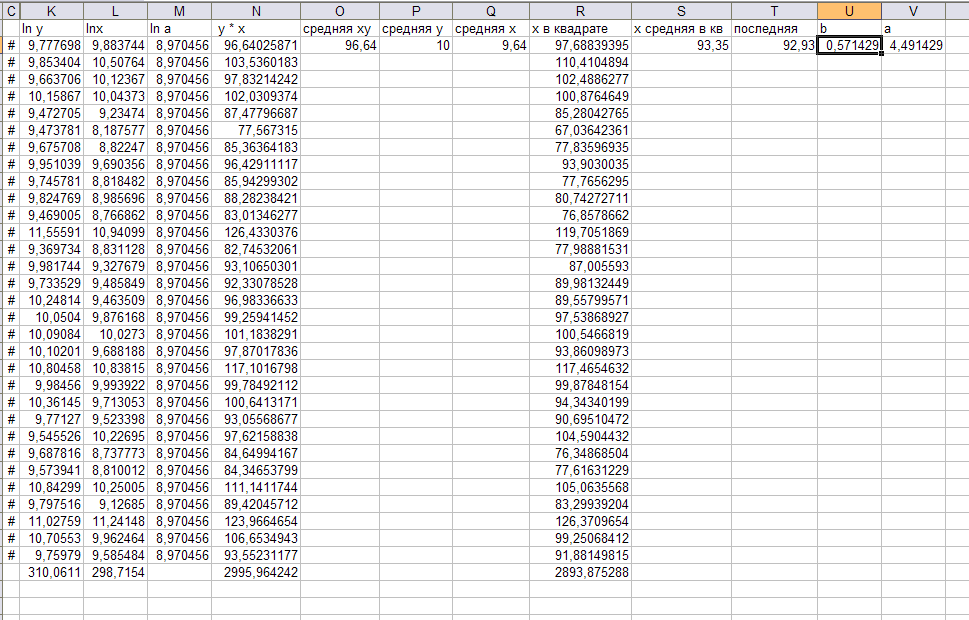 C K L M N O P Q R S T U V
ln y lnx ln a y * x средняя xy средняя y средняя x x в квадрате x средняя в кв последняя b a
# 9,777698 9,883744 8,970456 96,64025871 96,64 10 9,64 97,68839395 93,35 92,93 0,571429 4,491429
# 9,853404 10,50764 8,970456 103,5360183 110,4104894
# 9,663706 10,12367 8,970456 97,83214242 102,4886277
# 10,15867 10,04373 8,970456 102,0309374 100,8764649
# 9,472705 9,23474 8,970456 87,47796687 85,28042765
# 9,473781 8,187577 8,970456 77,567315 67,03642361
# 9,675708 8,82247 8,970456 85,36364183 77,83596935
# 9,951039 9,690356 8,970456 96,42911117 93,9030035
# 9,745781 8,818482 8,970456 85,94299302 77,7656295
# 9,824769 8,985696 8,970456 88,28238421 80,74272711
# 9,469005 8,766862 8,970456 83,01346277 76,8578662
# 11,55591 10,94099 8,970456 126,4330376 119,7051869
# 9,369734 8,831128 8,970456 82,74532061 77,98881531
# 9,981744 9,327679 8,970456 93,10650301 87,005593
# 9,733529 9,485849 8,970456 92,33078528 89,98132449
# 10,24814 9,463509 8,970456 96,98336633 89,55799571
# 10,0504 9,876168 8,970456 99,25941452 97,53868927
# 10,09084 10,0273 8,970456 101,1838291 100,5466819
# 10,10201 9,688188 8,970456 97,87017836 93,86098973
# 10,80458 10,83815 8,970456 117,1016798 117,4654632
# 9,98456 9,993922 8,970456 99,78492112 99,87848154
# 10,36145 9,713053 8,970456 100,6413171 94,34340199
# 9,77127 9,523398 8,970456 93,05568677 90,69510472
# 9,545526 10,22695 8,970456 97,62158838 104,5904432
# 9,687816 8,737773 8,970456 84,64994167 76,34868504
# 9,573941 8,810012 8,970456 84,34653799 77,61631229
# 10,84299 10,25005 8,970456 111,1411744 105,0635568
# 9,797516 9,12685 8,970456 89,42045712 83,29939204
# 11,02759 11,24148 8,970456 123,9664654 126,3709654
# 10,70553 9,962464 8,970456 106,6534943 99,25068412
# 9,75979 9,585484 8,970456 93,55231177 91,88149815
310,0611 298,7154 2995,964242 2893,875288